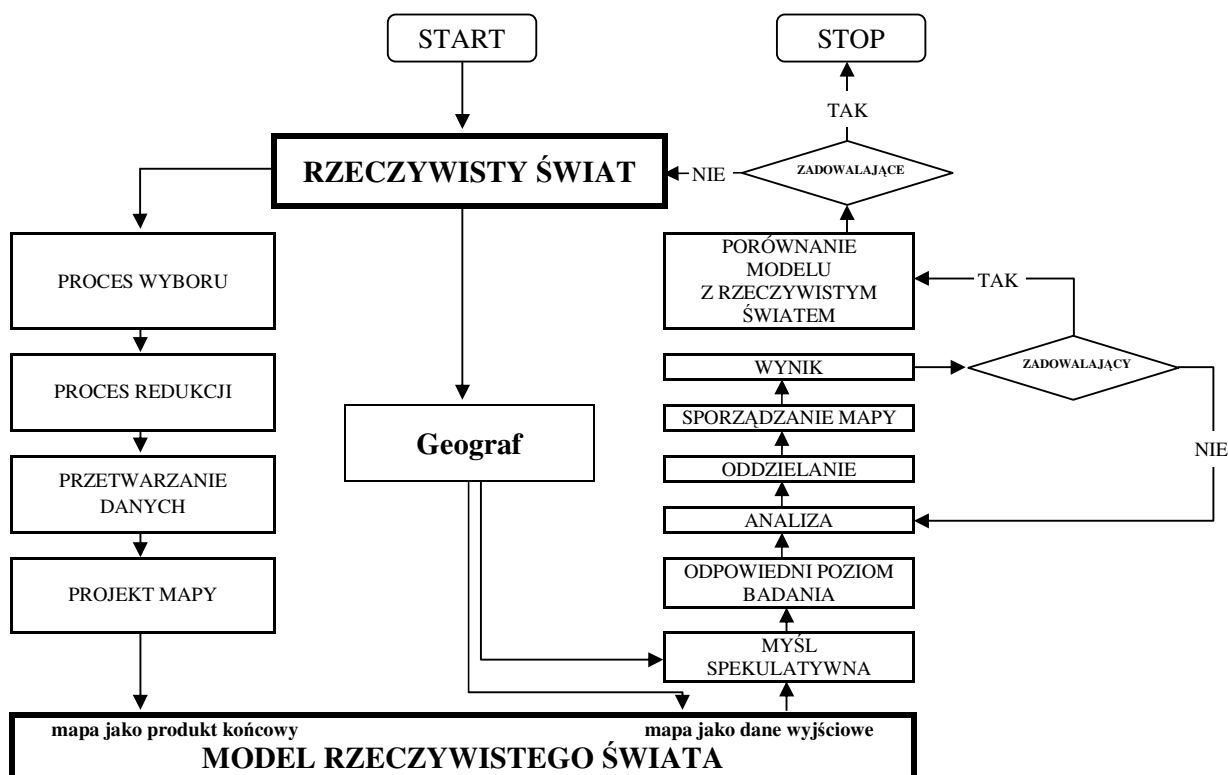 START
STOP
TAK
RZECZYWISTY ŚWIAT
NIE
ZADOWALAJĄCE
PROCES WYBORU
PORÓWNANIE
MODELU
Z RZECZYWISTYM
ŚWIATEM
TAK
PROCES REDUKCJI
WYNIK
ZADOWALAJĄCY
Geograf
SPORZĄDZANIE MAPY
NIE
PRZETWARZANIE
DANYCH
ODDZIELANIE
ANALIZA
PROJEKT MAPY
ODPOWIEDNI POZIOM
BADANIA
MYŚL
SPEKULATYWNA
mapa jako produkt końcowy
mapa jako dane wyjściowe
MODEL RZECZYWISTEGO ŚWIATA